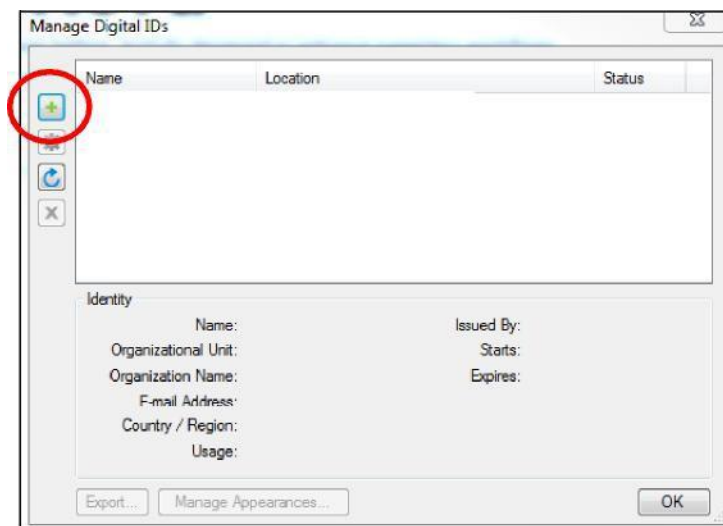 Manage Digital IDs
Name Location Status
Identity
Name: Issued By:
Organizational Unit: Starts:
Organization Name: Expires:
E-mail Address:
Country / Region:
Usage:
Export... Manage Appearances... OK